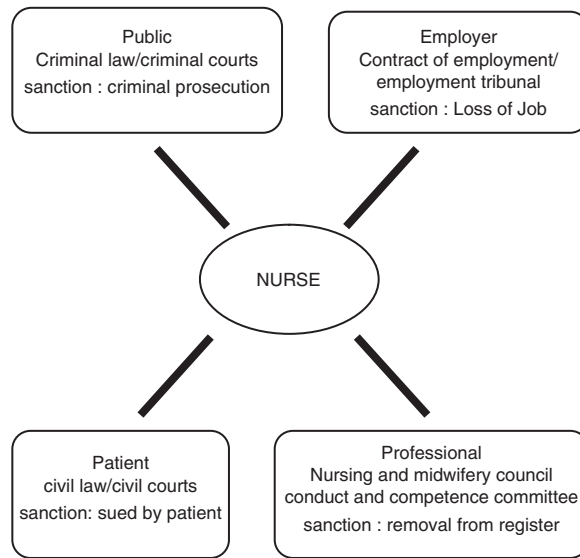 Public
Criminal law/criminal courts
sanction : criminal prosecution
Employer
Contract of employment/
employment tribunal
sanction : Loss of Job
NURSE
Patient
civil law/civil courts
sanction: sued by patient
Professional
Nursing and midwifery council
conduct and competence committee
sanction : removal from register